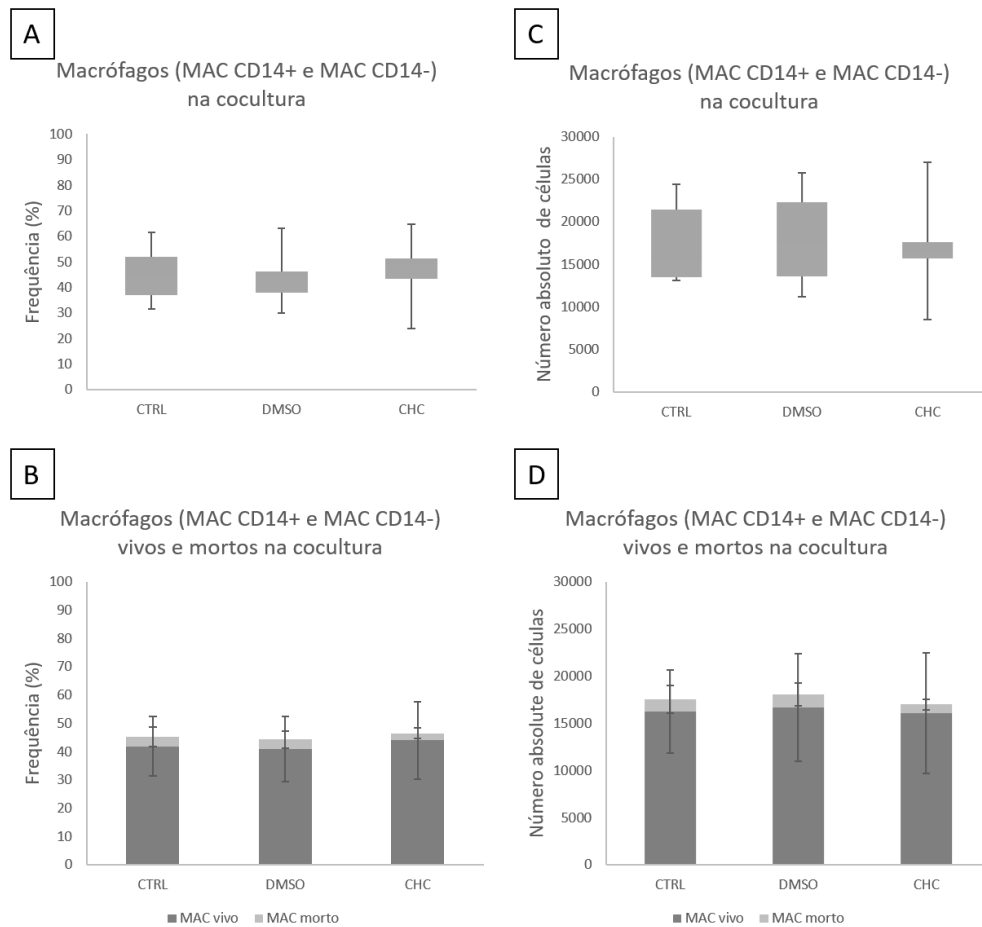 A
Macrófagos (MAC CD14+ e MAC CD14-)
na cocultura
Frequência (%)
100
90
80
70
60
50
40
30
20
10
0
CTRL DMSO CHC
C
Macrófagos (MAC CD14+ e MAC CD14-)
na cocultura
Número absoluto de células
30000
25000
20000
15000
10000
5000
0
CTRL DMSO CHC
B
Macrófagos (MAC CD14+ e MAC CD14-)
vivos e mortos na cocultura
Frequência (%)
100
90
80
70
60
50
40
30
20
10
0
CTRL DMSO CHC
MAC vivo MAC morto
D
Macrófagos (MAC CD14+ e MAC CD14-)
vivos e mortos na cocultura
Número absolute de células
30000
25000
20000
15000
10000
5000
0
CTRL DMSO CHC
MAC vivo MAC morto